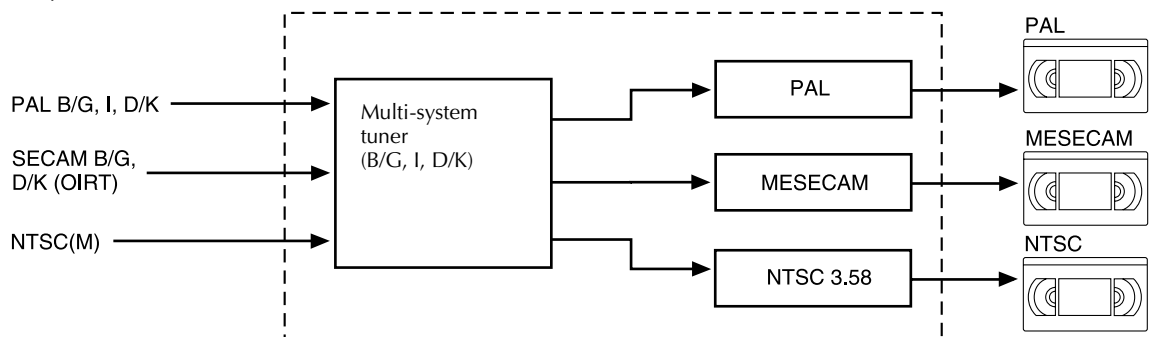 PAL B/G, I, D/K
SECAM B/G,
D/K (OIRT)
NTSC(M)
Multi-system
tuner
(B/G, I, D/K)
PAL
MESECAM
NTSC 3.58
PAL
MESECAM
NTSC